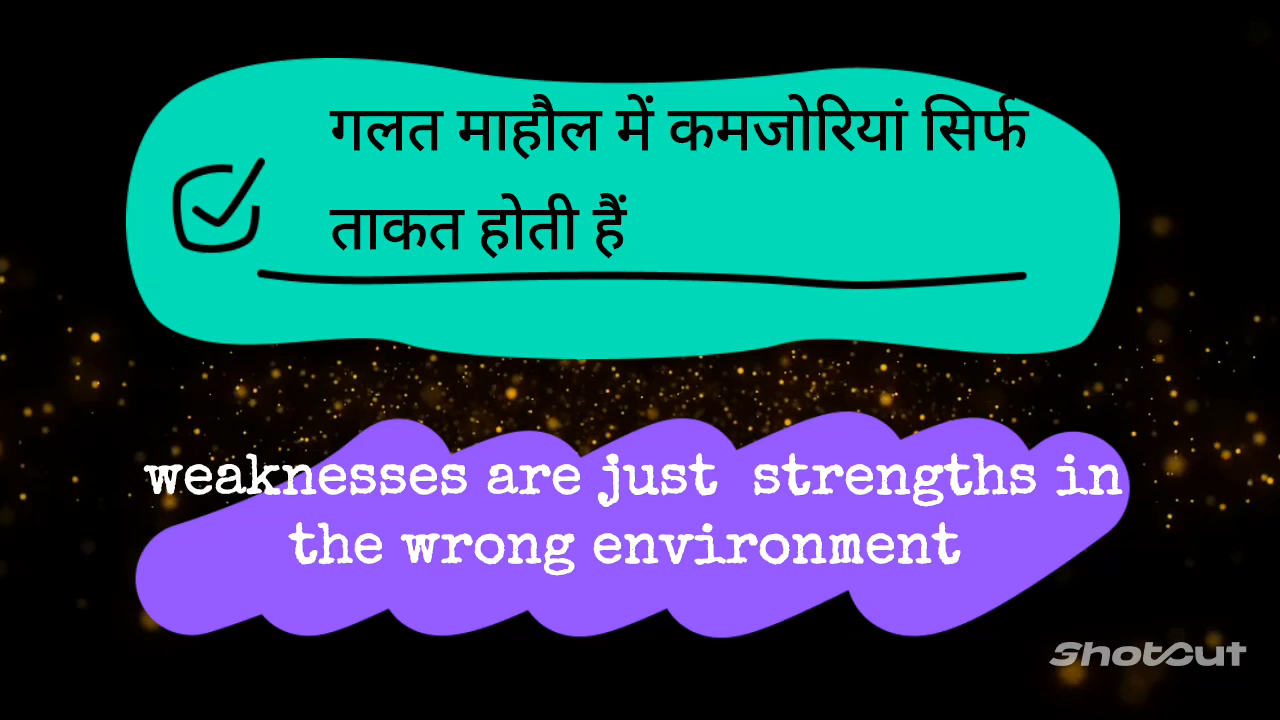 गलत माहौल में कमजोरियां सिर्फ
ताकत होती हैं
weaknesses are just strengths in
the wrong environment
Shotcut